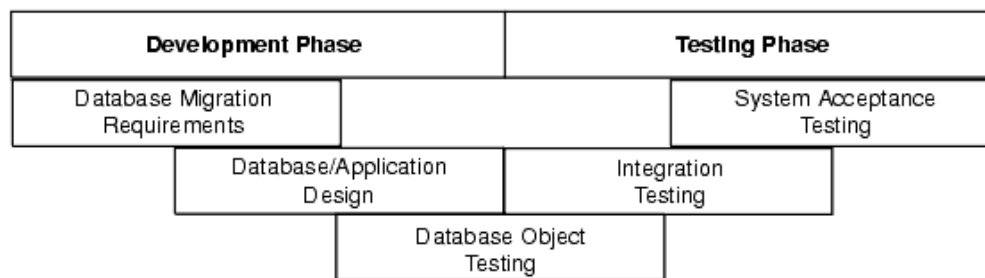 Development Phase
Testing Phase
Database Migration
Requirements
System Acceptance
Testing
Database/Application
Design
Integration
Testing
Database Object
Testing